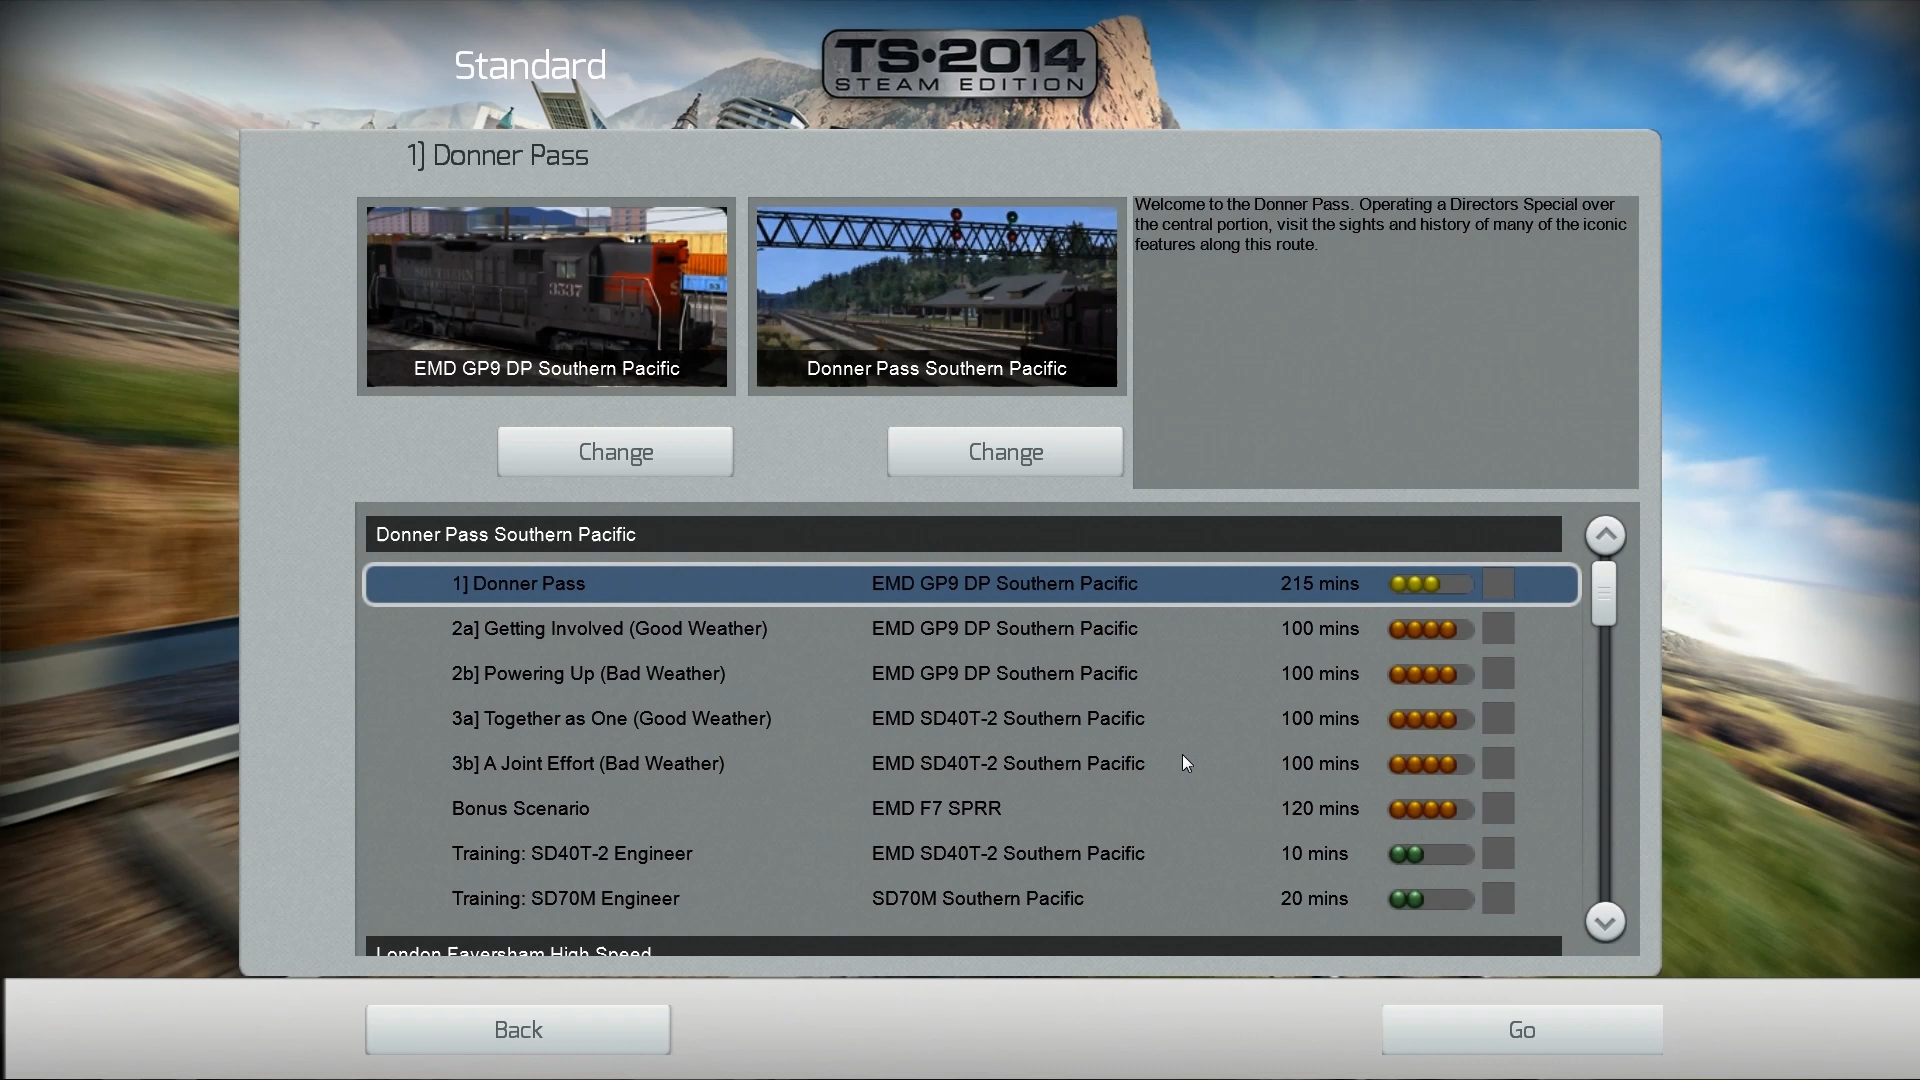 Standard
TS•2014
STEAM EDITION
1] Donner Pass
SOUTHERN
3537
EMD GP9 DP Southern Pacific
Donner Pass Southern Pacific
Welcome to the Donner Pass. Operating a Directors Special over
the central portion, visit the sights and history of many of the iconic
features along this route.
Change
Change
Donner Pass Southern Pacific
1] Donner Pass EMD GP9 DP Southern Pacific 215 mins
2a] Getting Involved (Good Weather) EMD GP9 DP Southern Pacific 100 mins
2b] Powering Up (Bad Weather) EMD GP9 DP Southern Pacific 100 mins
3a] Together as One (Good Weather) EMD SD40T-2 Southern Pacific 100 mins
3b] A Joint Effort (Bad Weather) EMD SD40T-2 Southern Pacific 100 mins
Bonus Scenario EMD F7 SPRR 120 mins
Training: SD40T-2 Engineer EMD SD40T-2 Southern Pacific 10 mins
Training: SD70M Engineer SD70M Southern Pacific 20 mins
London Faversham High Speed
Back
Go